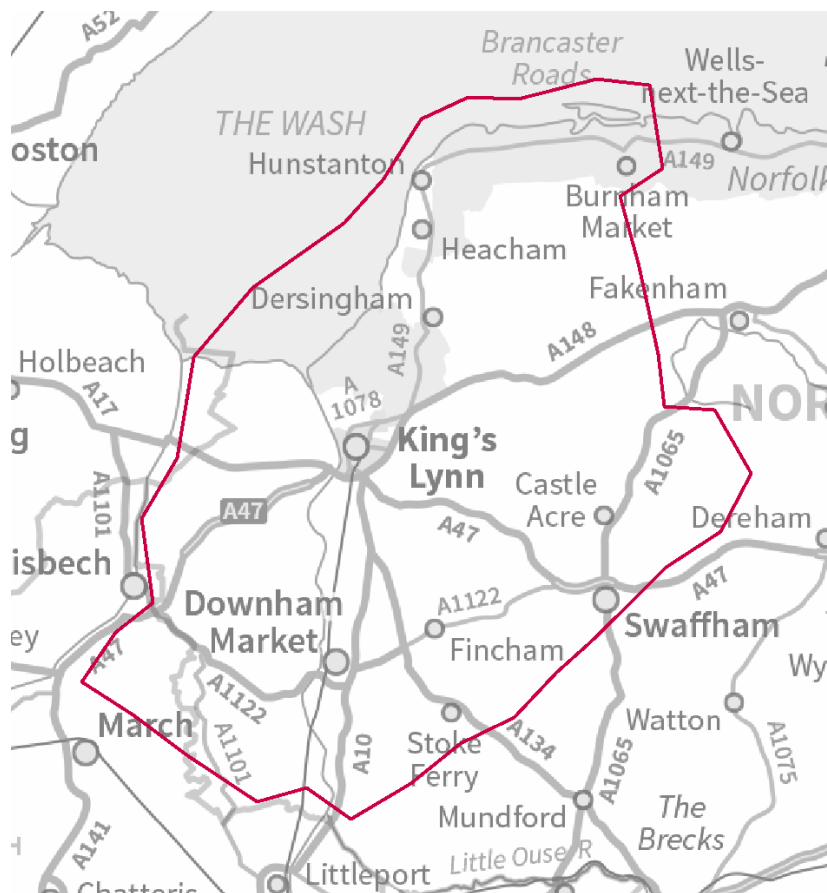 A52
Brancaster
Roads
Wells-
next-the-Sea
THE WASH
oston
Hunstanton
A149
Norfolk
Burnham
Market
Heacham
Fakenham
Dersingham
A149
A148
Holbeach
A17
A
1078
NOR
g
King's
Lynn
A1065
A1101
Castle
Acre
A47
A47
Dereham
isbech
A47
Downham
Market
A1122
Swaffham
ey
A47
Fincham
Wy
A1122
March
A1101
A10
Stoke
Ferry
A134
Watton
A1065
A1075
Mundford
The
Brecks
A141
H
Little Ouse R
Littleport
Chatteris